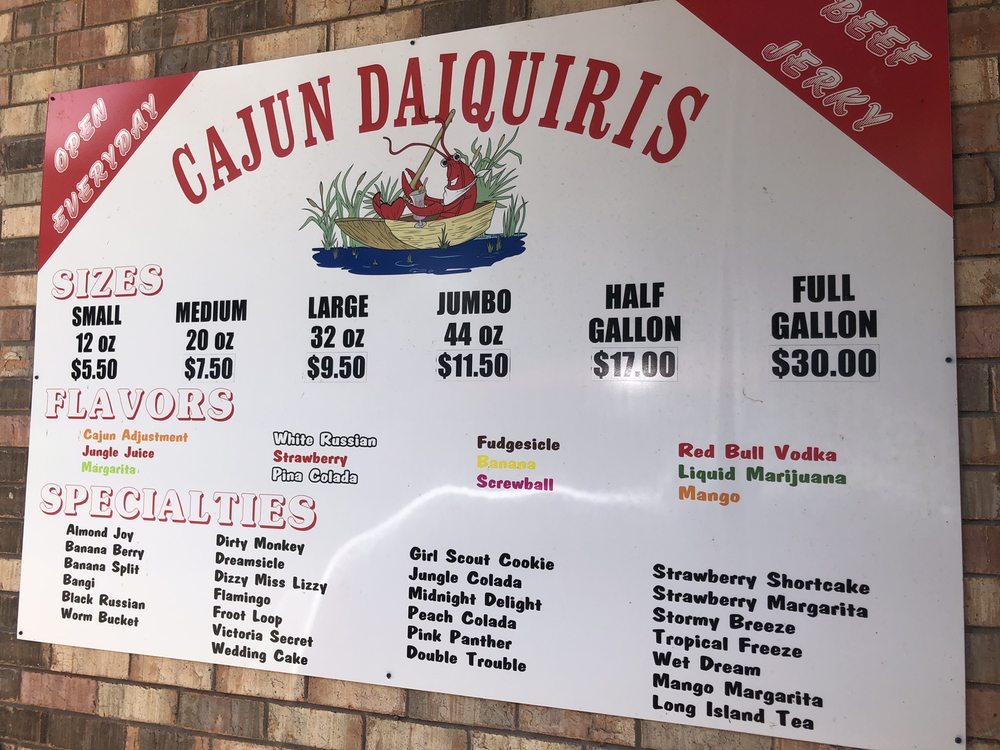 OPEN
EVERYDAY
BEEF
JERKY
CAJUN DAIQUIRIS
SIZES
SMALL
12 oz
$5.50
MEDIUM
20 oz
$7.50
LARGE
32 oz
$9.50
JUMBO
44 oz
$11.50
HALF
GALLON
$17.00
FULL
GALLON
$30.00
FLAVORS
Cajun Adjustment
Jungle Juice
Margarita
White Russian
Strawberry
Pina Colada
Fudgesicle
Banana
Screwball
Red Bull Vodka
Liquid Marijuana
Mango
SPECIALTIES
Almond Joy
Banana Berry
Banana Split
Bangi
Black Russian
Worm Bucket
Dirty Monkey
Dreamsicle
Dizzy Miss Lizzy
Flamingo
Froot Loop
Victoria Secret
Wedding Cake
Girl Scout Cookie
Jungle Colada
Midnight Delight
Peach Colada
Pink Panther
Double Trouble
Strawberry Shortcake
Strawberry Margarita
Stormy Breeze
Tropical Freeze
Wet Dream
Mango Margarita
Long Island Tea